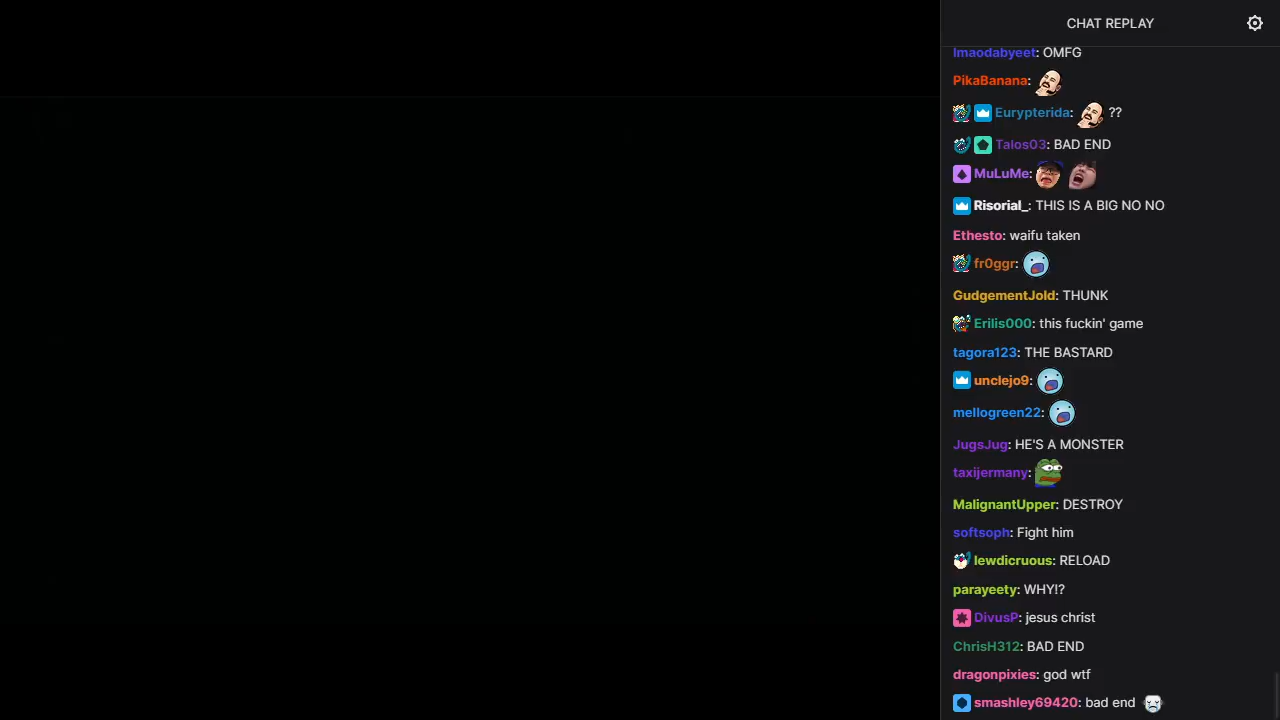 CHAT REPLAY
lmaodabyeet: OMFG
PikaBanana:
Eurypterida: ??
Talos03: BAD END
MuLuMe:
Risorial_: THIS IS A BIG NO NO
Ethesto: waifu taken
fr0ggr:
GudgementJold: THUNK
Erilis000: this fuckin' game
tagora123: THE BASTARD
unclejo9:
mellogreen22:
JugsJug: HE'S A MONSTER
taxijermany:
MalignantUpper: DESTROY
softsoph: Fight him
lewdicruous: RELOAD
parayeety: WHY!?
DivusP: jesus christ
ChrisH312: BAD END
dragonpixies: god wtf
smashley69420: bad end